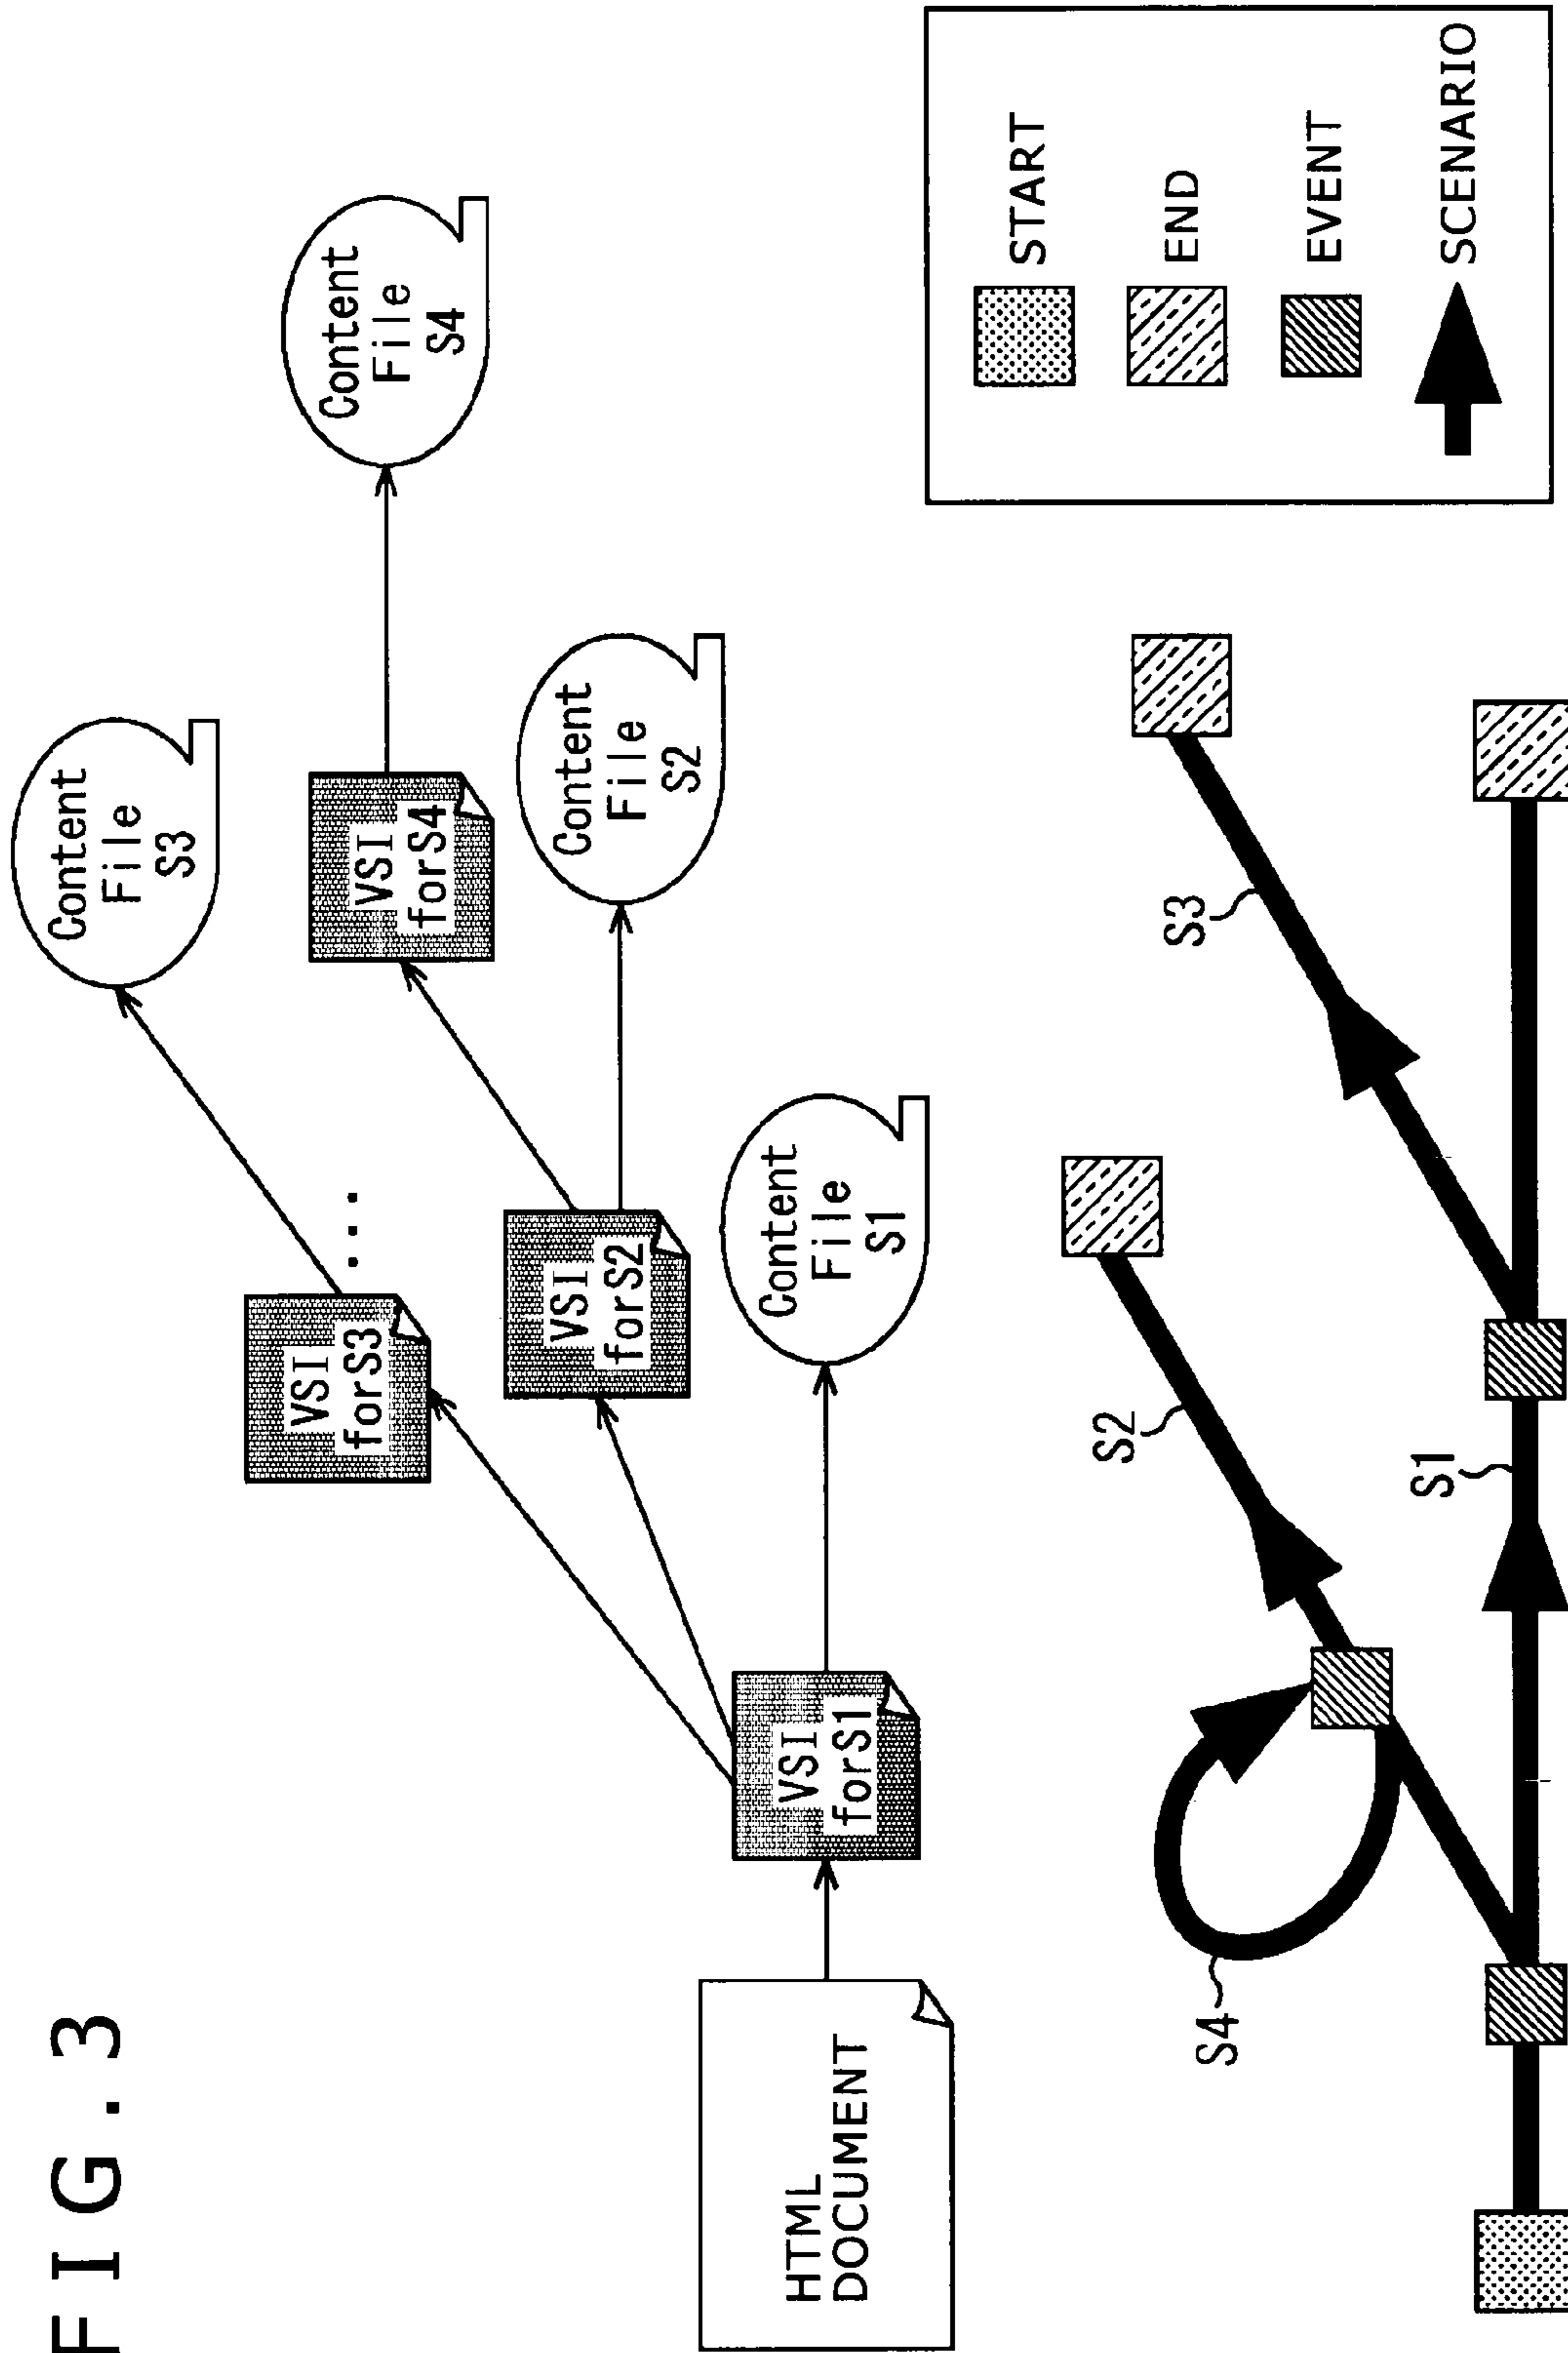 FIG.3
Content
File
S3
Content
File
S4
VSI
forS3
...
VSI
forS4
VSI
forS2
Content
File
S2
HTML
DOCUMENT
VSI
forS1
Content
File
S1
S4
S2
S3
S1
START
END
EVENT
SCENARIO